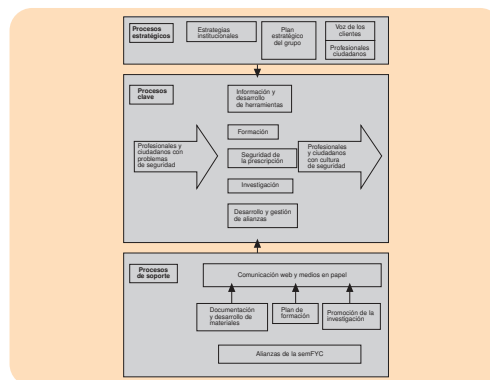 Procesos
estratégicos
Estrategias
institucionales
Plan
estratégico
del grupo
Voz de los
clientes
Profesionales
ciudadanos
Procesos
clave
Información y
desarrollo
de herramientas
Formación
Profesionales y
ciudadanos con
problemas
de seguridad
Seguridad de
la prescripción
Profesionales
y ciudadanos
con cultura
de seguridad
Investigación
Desarrollo y gestión
de alianzas
Procesos
de soporte
Comunicación web y medios en papel
Documentación
y desarrollo de
materiales
Plan de
formación
Promoción de la
investigación
Alianzas de la semFYC